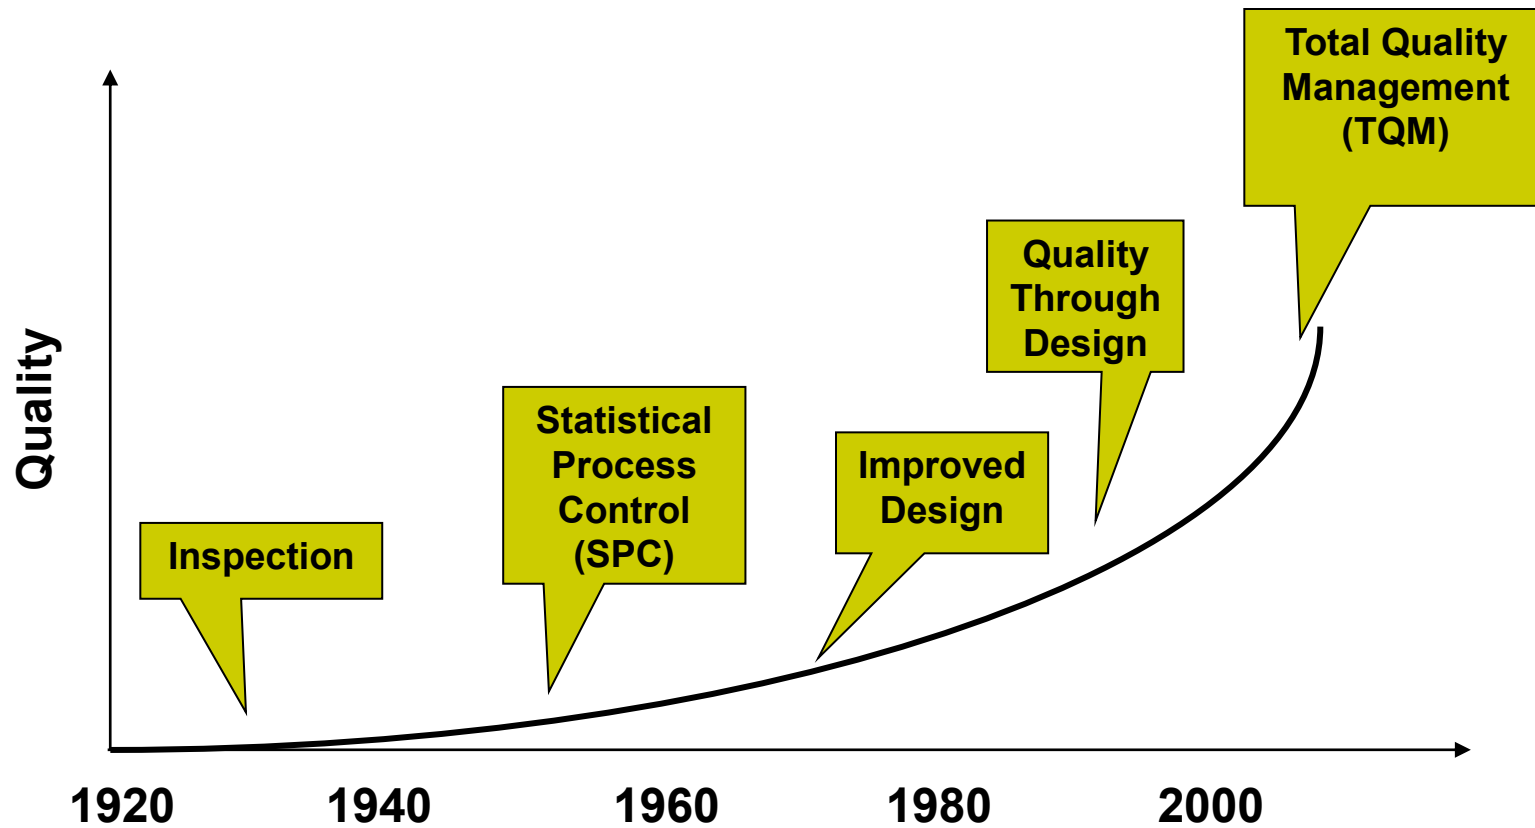 Total Quality
Management
(TQM)
Quality
Through
Design
Statistical
Process
Control
(SPC)
Improved
Design
Inspection
Quality
1920
1940
1960
1980
2000